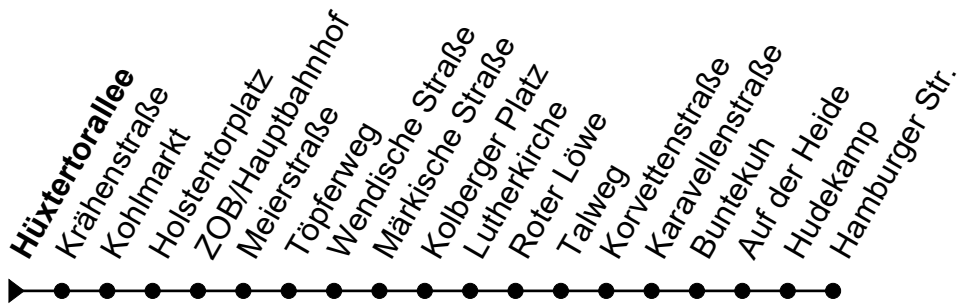 Hüxtertorallee
Krähenstraße
Kohlmarkt
Holstentorplatz
ZOB/Hauptbahnhof
Meierstraße
Töpferweg
Wendische Straße
Märkische Straße
Kolberger Platz
Lutherkirche
Roter Löwe
Talweg
Korvettenstraße
Karavellenstraße
Buntekuh
Auf der Heide
Hudekamp
Hamburger Str.